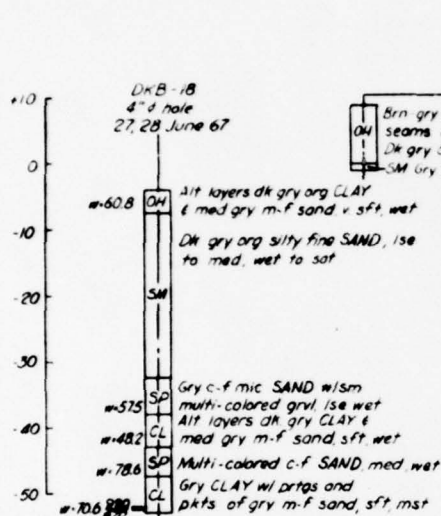 DKB-18
4" ⌀ hole
27, 28 June 67
+10
0
-10
-20
-30
-40
-50
OH
w=60.8
Alt layers dk gry org CLAY
& med gry m-f sand, v. sft, wet
SM
Dk gry org silty fine SAND, lse
to med, wet to sat
SP
w=57.5
Gry c-f mic SAND w/sm
multi-colored grvl, lse wet
CL
w=48.2
Alt layers dk gry CLAY &
med gry m-f sand, sft, wet
SP
w=78.6
Multi-colored c-f SAND, med, wet
CL
w=70.6
Gry CLAY w/ prtgs and
pkts of gry m-f sand, sft, mst
OH
Brn gry
seams
Dk gry
SM Gry